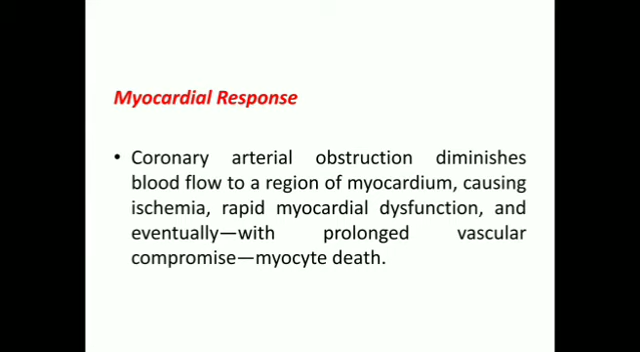 Myocardial Response
• Coronary arterial obstruction diminishes
blood flow to a region of myocardium, causing
ischemia, rapid myocardial dysfunction, and
eventually—with prolonged vascular
compromise—myocyte death.